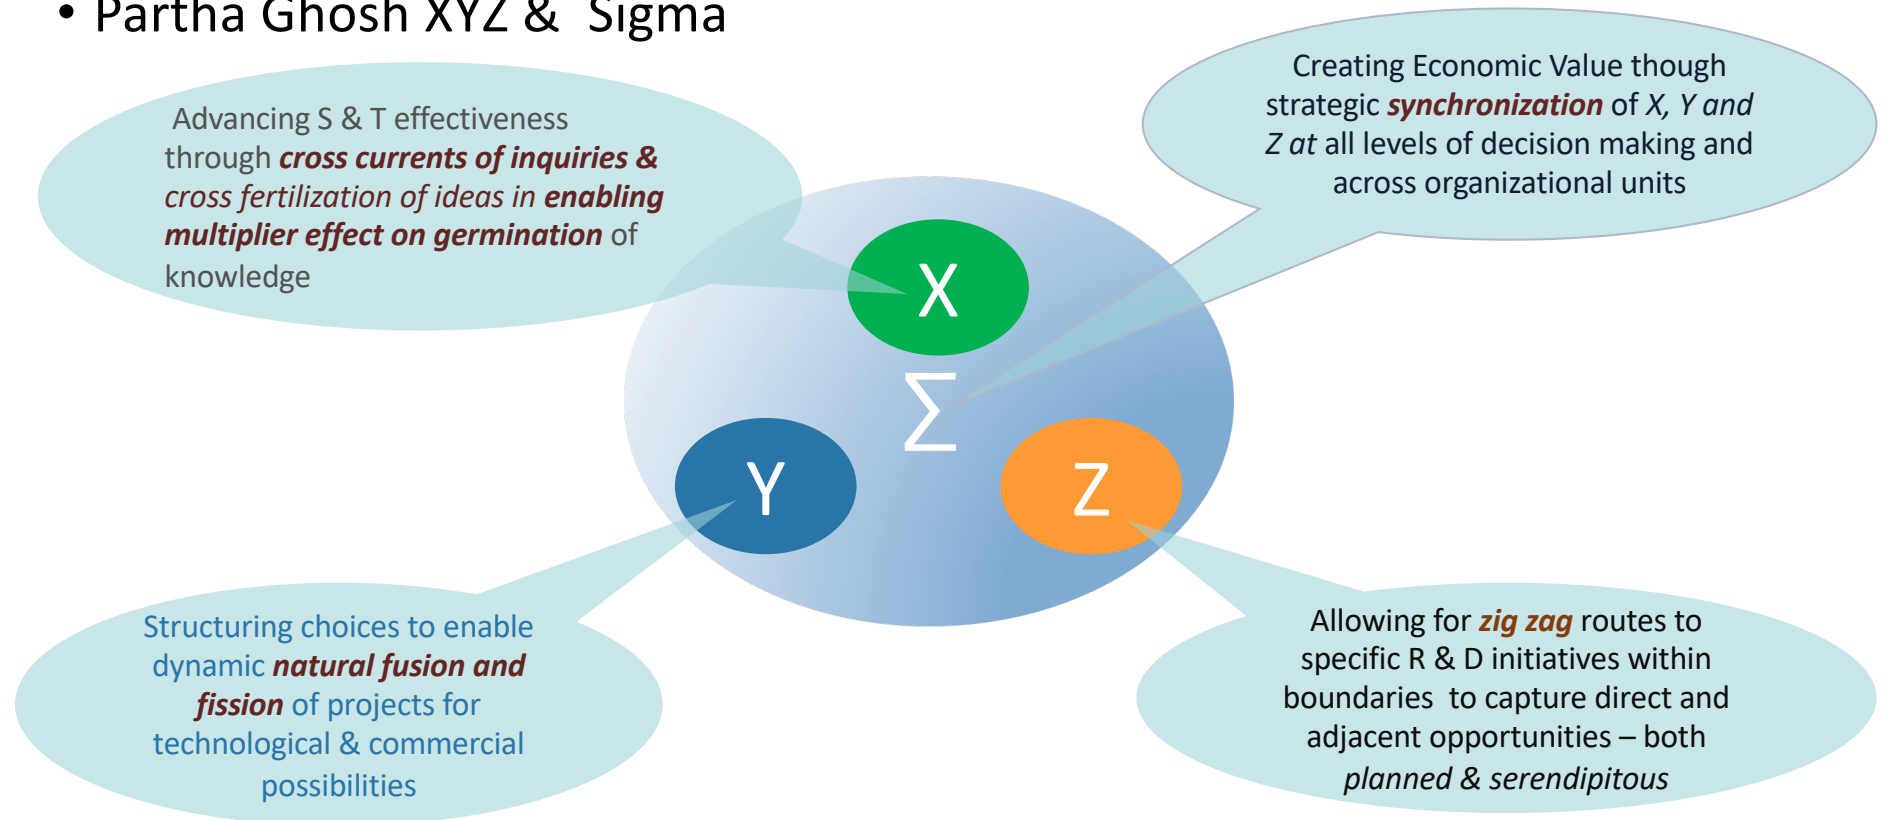 • Partha Ghosh XYZ & Sigma
Advancing S & T effectiveness
through cross currents of inquiries &
cross fertilization of ideas in enabling
multiplier effect on germination of
knowledge
Creating Economic Value though
strategic synchronization of X, Y and
Z at all levels of decision making and
across organizational units
X
Σ
Y
Z
Structuring choices to enable
dynamic natural fusion and
fission of projects for
technological & commercial
possibilities
Allowing for zig zag routes to
specific R & D initiatives within
boundaries to capture direct and
adjacent opportunities – both
planned & serendipitous